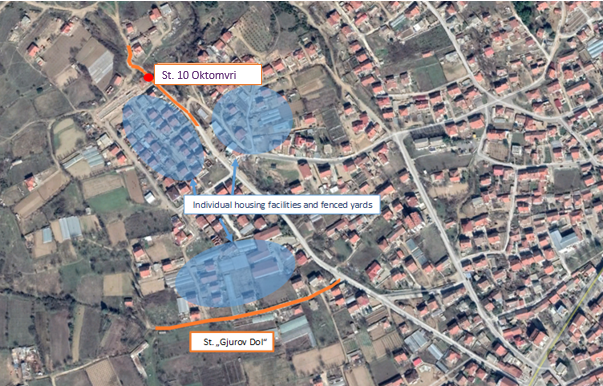 St. 10 Oktomvri
Individual housing facilities and fenced yards
St. „Gjurov Dol“